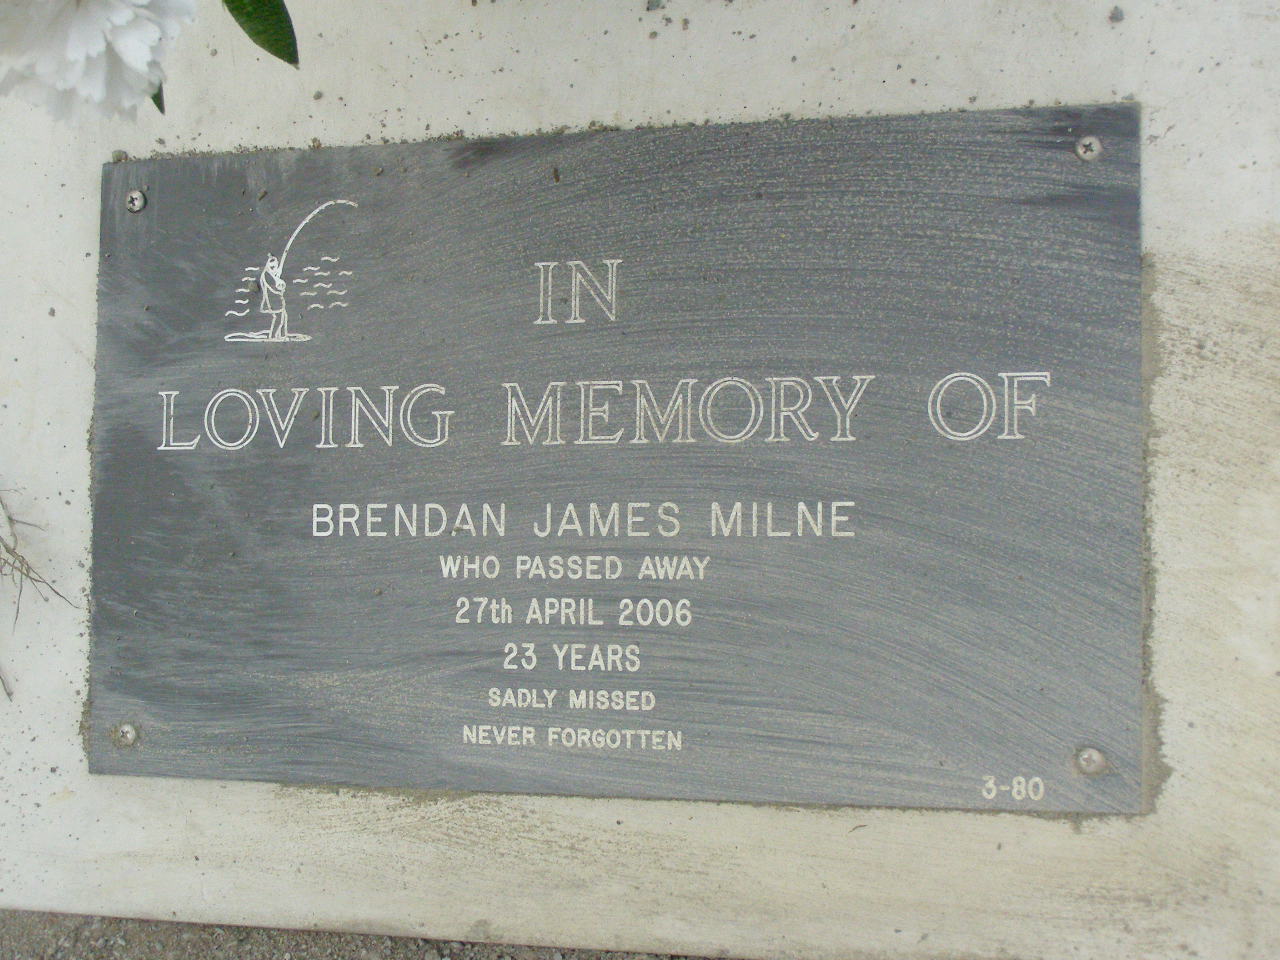 IN
LOVING MEMORY OF
BRENDAN JAMES MILNE
WHO PASSED AWAY
27th APRIL 2006
23 YEARS
SADLY MISSED
NEVER FORGOTTEN
3-80